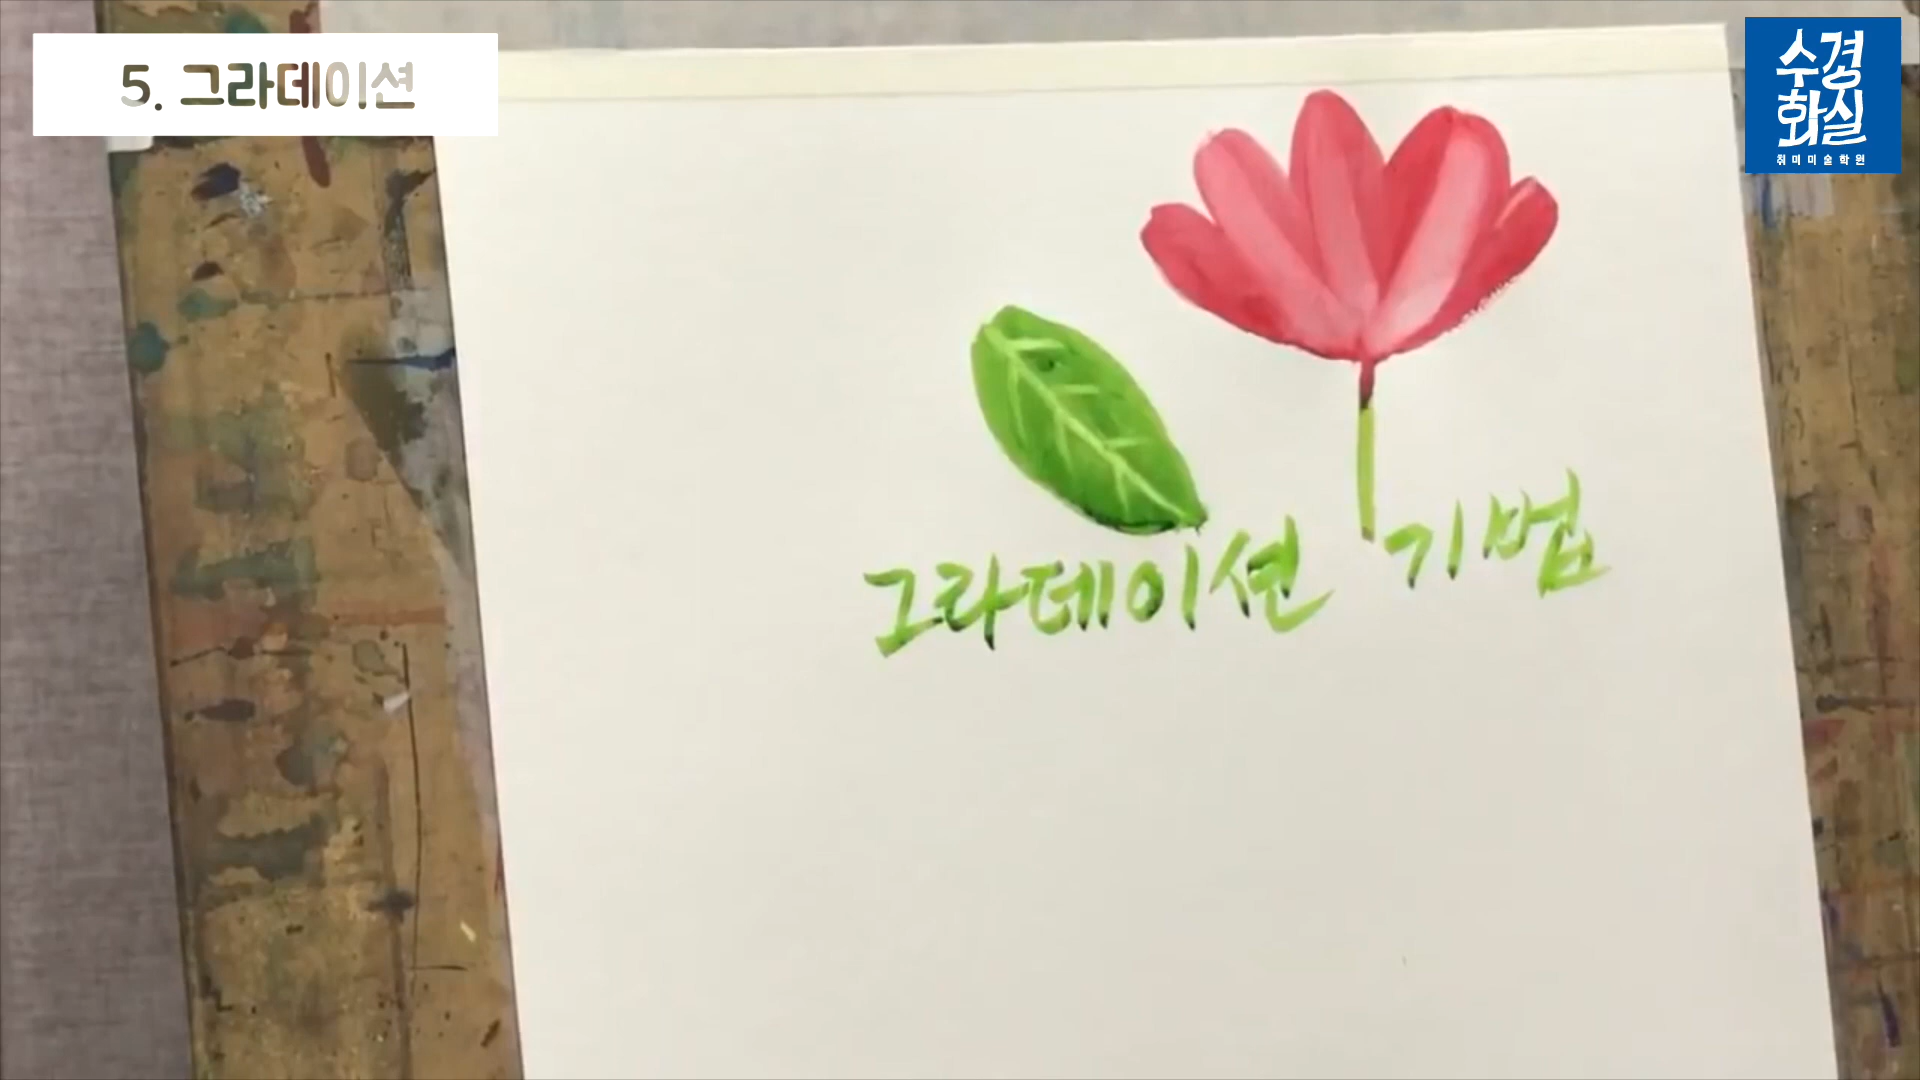 5. 그라데이션
수경
화실
취미미술학원
그라데이션 기법